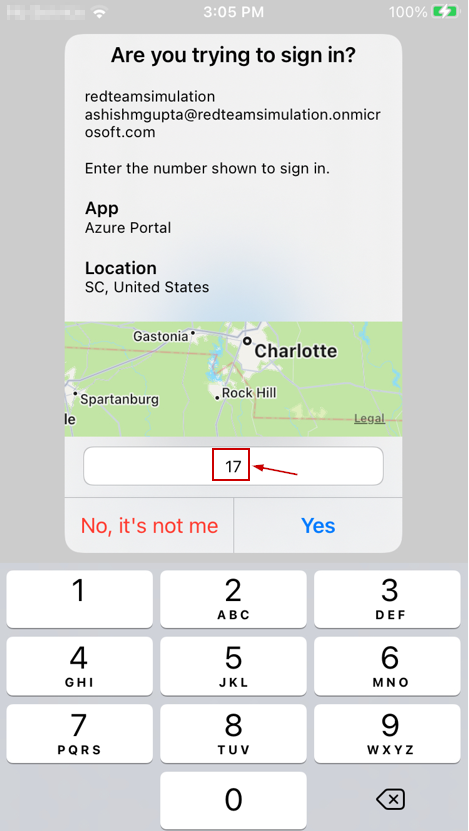 3:05 PM
100%
Are you trying to sign in?
redteamsimulation
ashishmgupta@redteamsimulation.onmicr
osoft.com
Enter the number shown to sign in.
App
Azure Portal
Location
SC, United States
Gastonia
Charlotte
Spartanburg
Rock Hill
le
Legal
17
No, it's not me
Yes
1
2
ABC
3
DEF
4
GHI
5
JKL
6
MNO
7
PQRS
8
TUV
9
WXYZ
0